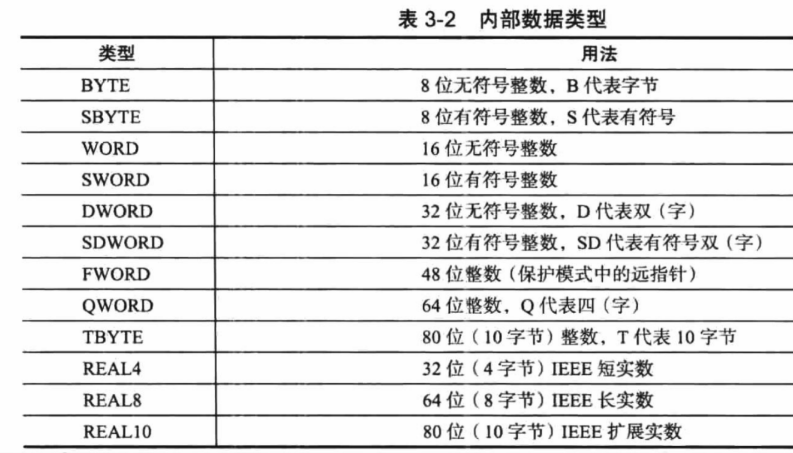 表 3-2 内部数据类型
类型 用法
BYTE 8 位无符号整数，B 代表字节
SBYTE 8 位有符号整数，S 代表有符号
WORD 16 位无符号整数
SWORD 16 位有符号整数
DWORD 32 位无符号整数，D 代表双（字）
SDWORD 32 位有符号整数，SD 代表有符号双（字）
FWORD 48 位整数（保护模式中的远指针）
QWORD 64 位整数，Q 代表四（字）
TBYTE 80 位（10 字节）整数，T 代表 10 字节
REAL4 32 位（4 字节）IEEE 短实数
REAL8 64 位（8 字节）IEEE 长实数
REAL10 80 位（10 字节）IEEE 扩展实数